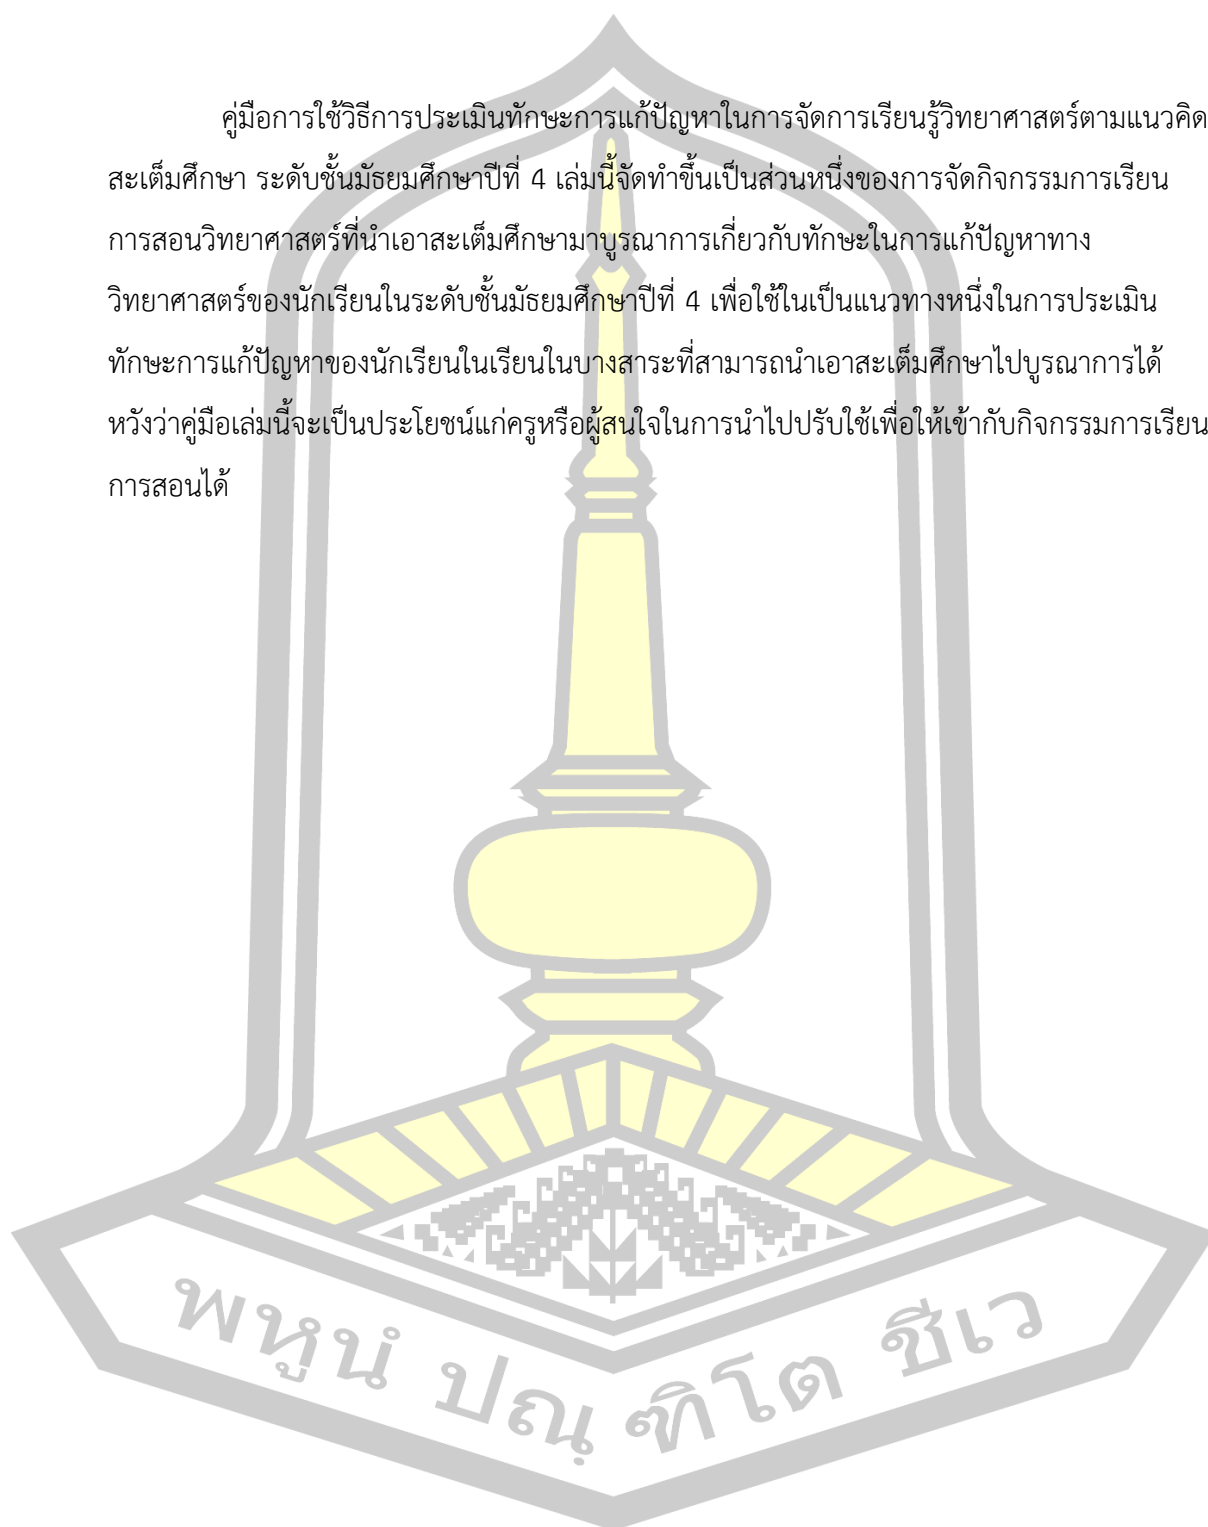 คู่มือการใช้วิธีการประเมินทักษะการแก้ปัญหาในการจัดการเรียนรู้วิทยาศาสตร์ตามแนวคิด
สะเต็มศึกษา ระดับชั้นมัธยมศึกษาปีที่ 4 เล่มนี้จัดทำขึ้นเป็นส่วนหนึ่งของการจัดกิจกรรมการเรียน
การสอนวิทยาศาสตร์ที่นำเอาสะเต็มศึกษามาบูรณาการเกี่ยวกับทักษะในการแก้ปัญหาทาง
วิทยาศาสตร์ของนักเรียนในระดับชั้นมัธยมศึกษาปีที่ 4 เพื่อใช้ในเป็นแนวทางหนึ่งในการประเมิน
ทักษะการแก้ปัญหาของนักเรียนในเรียนในบางสาระที่สามารถนำเอาสะเต็มศึกษาไปบูรณาการได้
หวังว่าคู่มือเล่มนี้จะเป็นประโยชน์แก่ครูหรือผู้สนใจในการนำไปปรับใช้เพื่อให้เข้ากับกิจกรรมการเรียน
การสอนได้
พหูนํ ปณฺ ฑิโต ชีเว